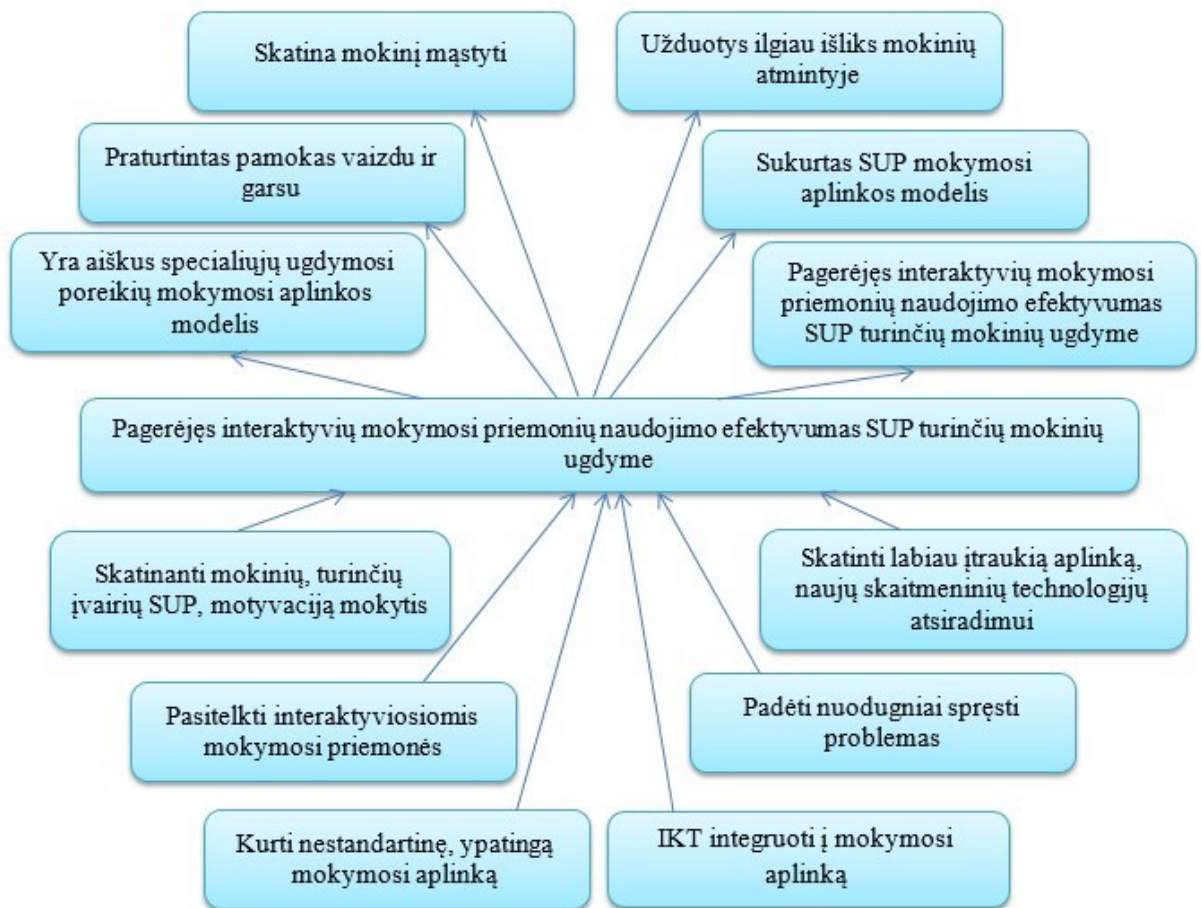 Skatina mokinį mąstyti
Užduotys ilgiau išliks mokinių
atmintyje
Praturtintas pamokas vaizdu ir
garsu
Sukurtas SUP mokymosi
aplinkos modelis
Yra aiškus specialiųjų ugdymosi
poreikių mokymosi aplinkos
modelis
Pagerėjęs interaktyvių mokymosi
priemonių naudojimo efektyvumas
SUP turinčių mokinių ugdyme
Pagerėjęs interaktyvių mokymosi priemonių naudojimo efektyvumas SUP turinčių mokinių
ugdyme
Skatinanti mokinių, turinčių
įvairių SUP, motyvaciją mokytis
Skatinti labiau įtraukią aplinką,
naujų skaitmeninių technologijų
atsiradimui
Pasitelkti interaktyviosiomis
mokymosi priemonės
Padėti nuodugniai spręsti
problemas
Kurti nestandartinę, ypatingą
mokymosi aplinką
IKT integruoti į mokymosi
aplinką